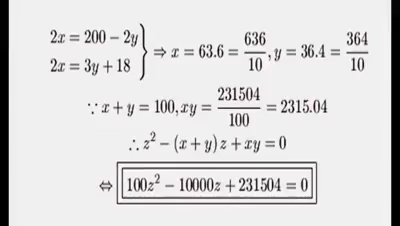 2x = 200 − 2y
2x = 3y + 18 } ⇒ x = 63.6 = 636/10, y = 36.4 = 364/10
∵ x + y = 100, xy = 231504/100 = 2315.04
∴ z² − (x + y) z + xy = 0
⇔ 100z² − 10000z + 231504 = 0